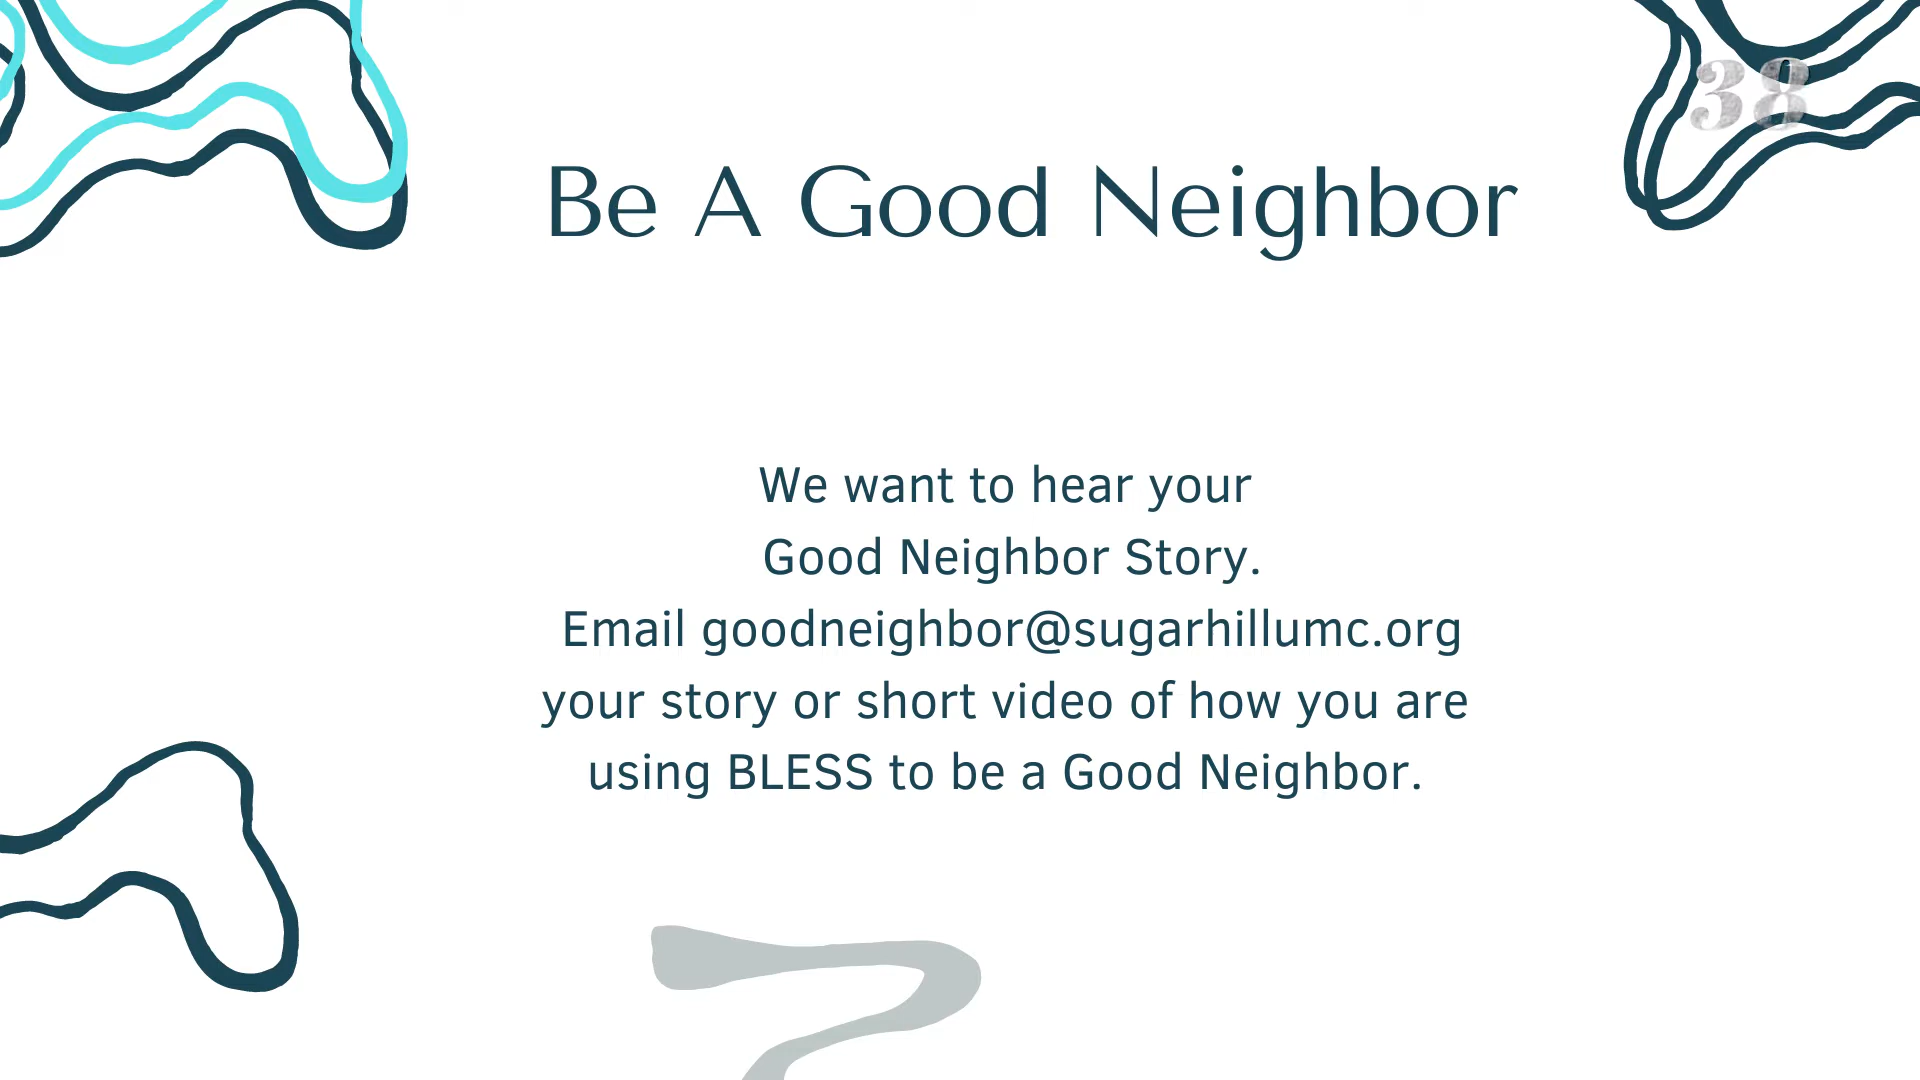 38
Be A Good Neighbor
We want to hear your
Good Neighbor Story.
Email goodneighbor@sugarhillumc.org
your story or short video of how you are
using BLESS to be a Good Neighbor.